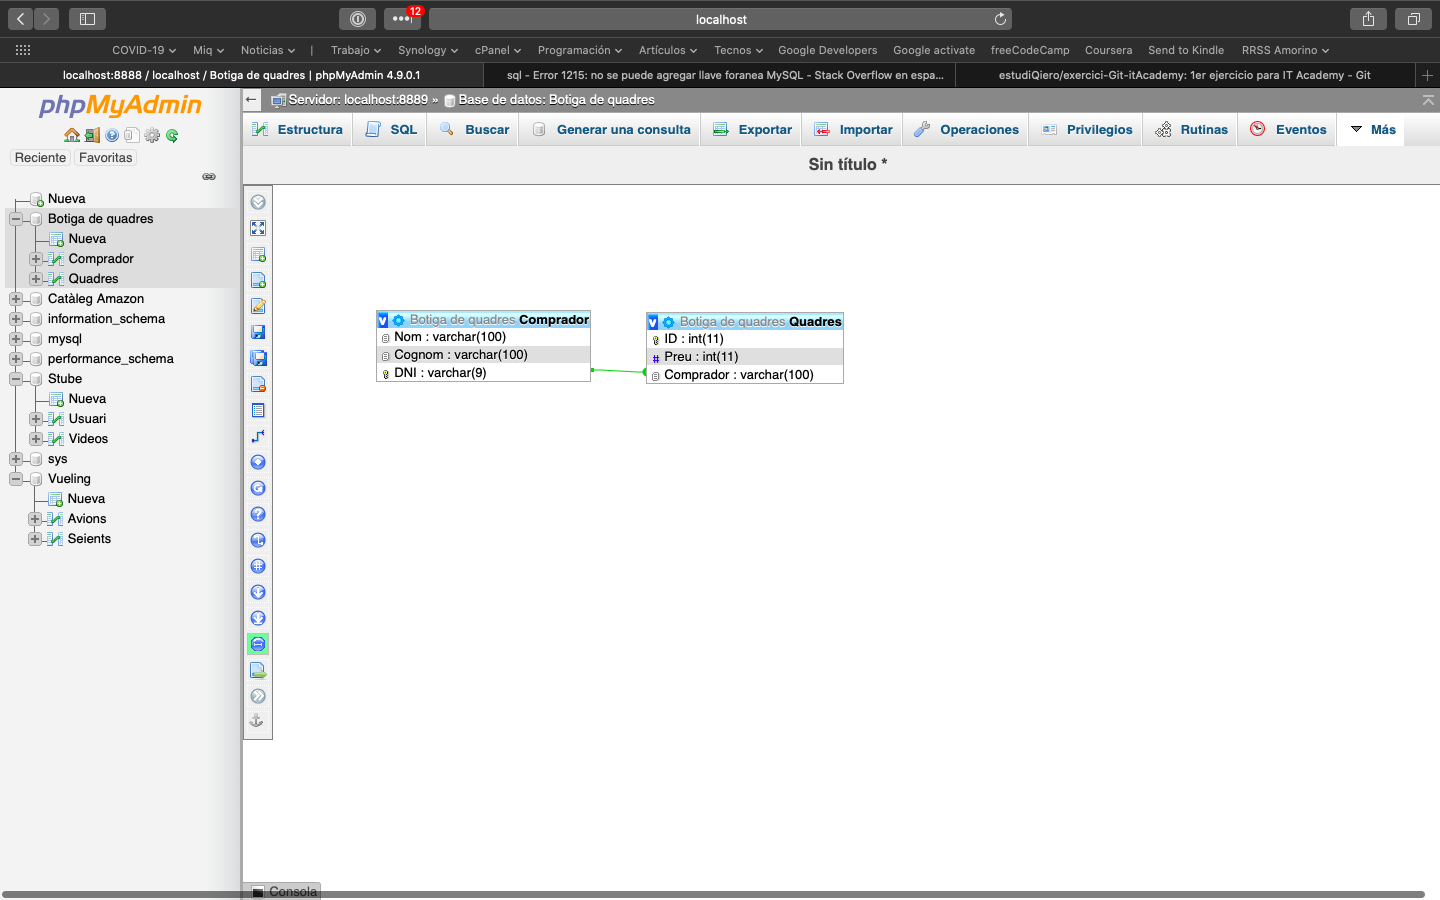 12
localhost
COVID-19 Miq Noticias | Trabajo Synology cPanel Programación Artículos Tecnos Google Developers Google activate freeCodeCamp Coursera Send to Kindle RRSS Amorino
localhost:8888 / localhost / Botiga de quadres | phpMyAdmin 4.9.0.1
sql - Error 1215: no se puede agregar llave foranea MySQL - Stack Overflow en espa...
estudiQiero/exercici-Git-itAcademy: 1er ejercicio para IT Academy - Git
phpMyAdmin
Reciente Favoritas
Nueva
Botiga de quadres
Nueva
Comprador
Quadres
Catàleg Amazon
information_schema
mysql
performance_schema
Stube
Nueva
Usuari
Videos
sys
Vueling
Nueva
Avions
Seients
Servidor: localhost:8889 » Base de datos: Botiga de quadres
Estructura SQL Buscar Generar una consulta Exportar Importar Operaciones Privilegios Rutinas Eventos Más
Sin título *
V Botiga de quadres Comprador
Nom : varchar(100)
Cognom : varchar(100)
DNI : varchar(9)
V Botiga de quadres Quadres
ID : int(11)
# Preu : int(11)
Comprador : varchar(100)
Consola